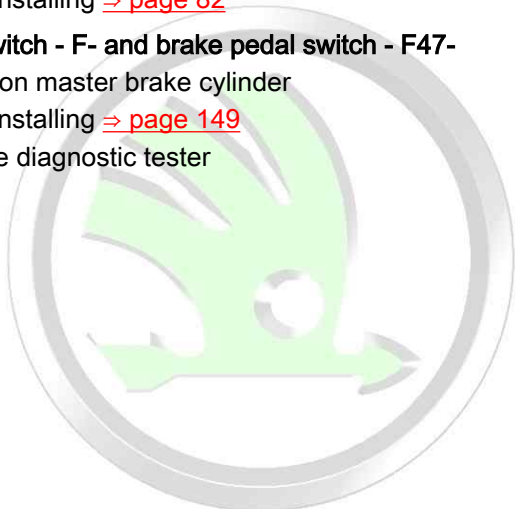 nstalling ⇒ page 82
witch - F- and brake pedal switch - F47-
on master brake cylinder
nstalling ⇒ page 149
e diagnostic tester